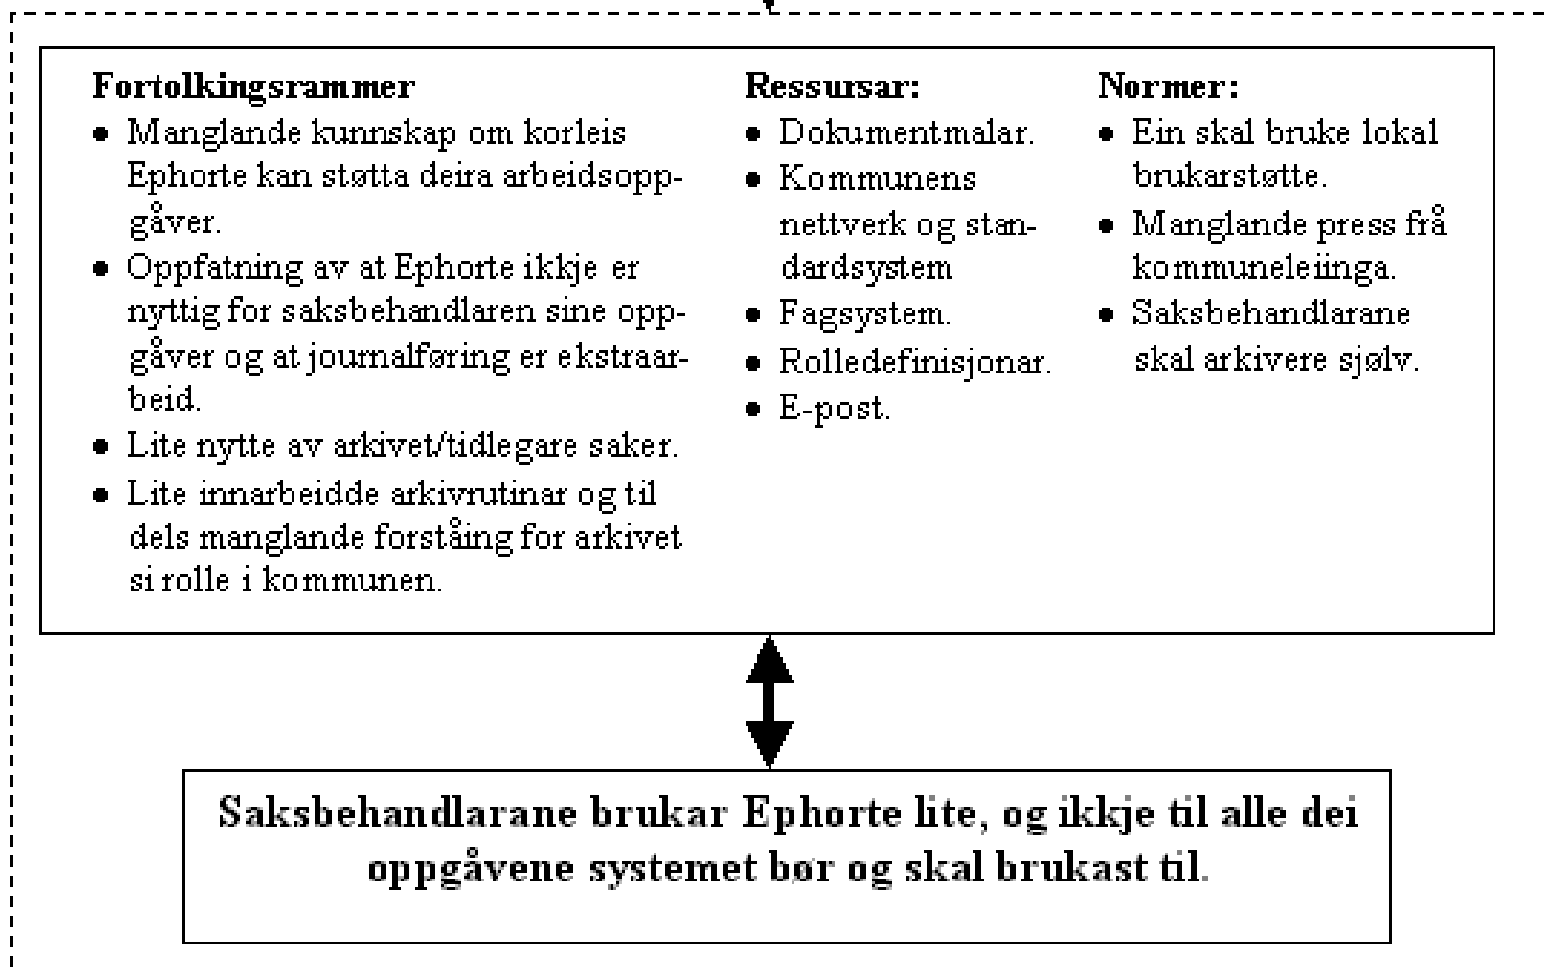 Fortolkingsrammer
• Manglande kunnskap om korleis
Ephorte kan støtta deira arbeidsopp-
gåver.
• Oppfatning av at Ephorte ikkje er
nyttig for saksbehandlaren sine opp-
gåver og at journalføring er ekstraar-
beid.
• Lite nytte av arkivet/tidlegare saker.
• Lite innarbeidde arkivrutinar og til
dels manglande forståing for arkivet
si rolle i kommunen.
Ressursar:
• Dokumentmalar.
• Kommunens
nettverk og stan-
dardsystem
• Fagsystem.
• Rolledefinisjonar.
• E-post.
Normer:
• Ein skal bruke lokal
brukarstøtte.
• Manglande press frå
kommuneleiinga.
• Saksbehandlarane
skal arkivere sjølv.
Saksbehandlarane brukar Ephorte lite, og ikkje til alle dei
oppgåvene systemet bør og skal brukast til.